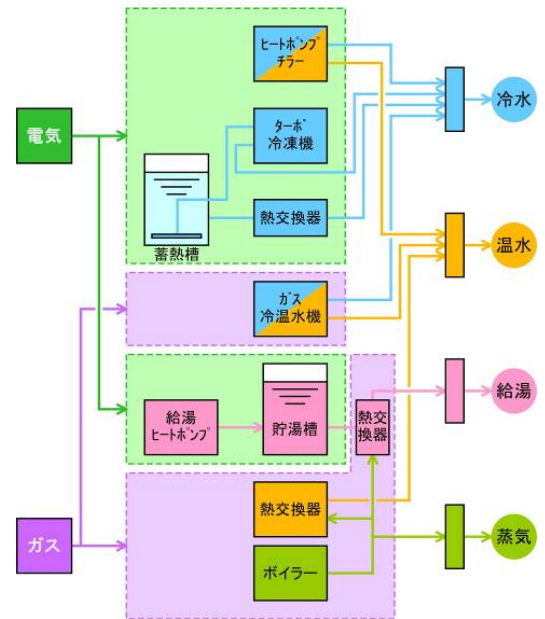 ヒートポンプ
チラー
冷水
電気
ターボ
冷凍機
熱交換器
蓄熱槽
温水
ガス
冷温水機
給湯
ヒートポンプ
貯湯槽
熱交
換器
給湯
熱交換器
ガス
蒸気
ボイラー